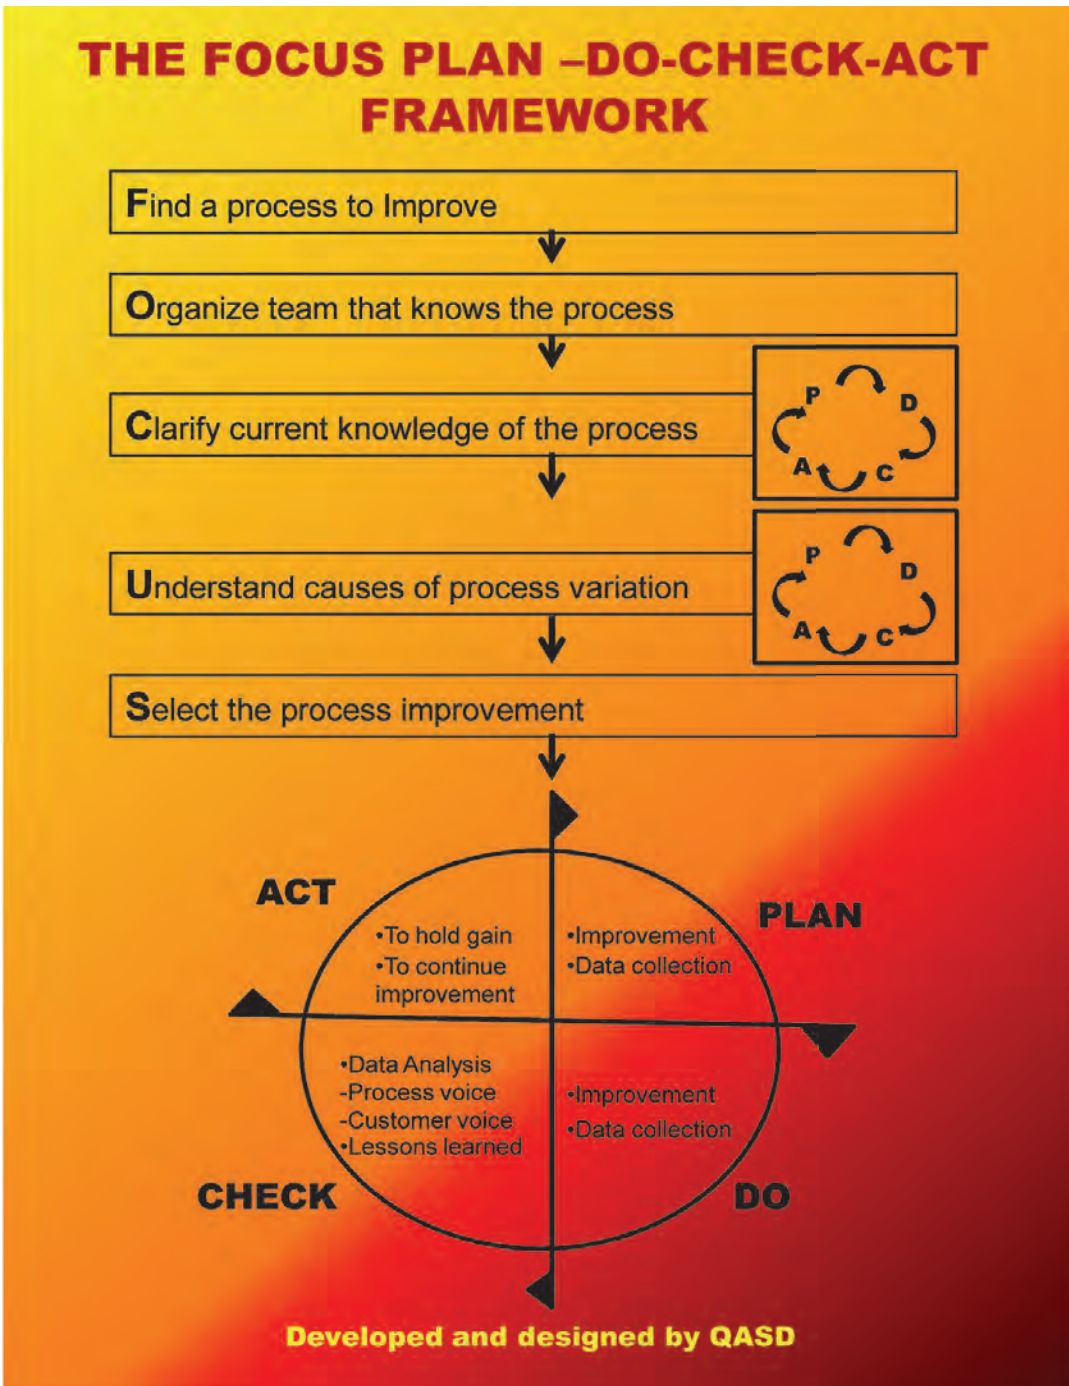 THE FOCUS PLAN –DO-CHECK-ACT
FRAMEWORK
Find a process to Improve
Organize team that knows the process
Clarify current knowledge of the process
P
D
A
C
Understand causes of process variation
P
D
A
C
Select the process improvement
ACT
PLAN
•To hold gain
•To continue
improvement
•Improvement
•Data collection
•Data Analysis
-Process voice
-Customer voice
•Lessons learned
•Improvement
•Data collection
CHECK
DO
Developed and designed by QASD